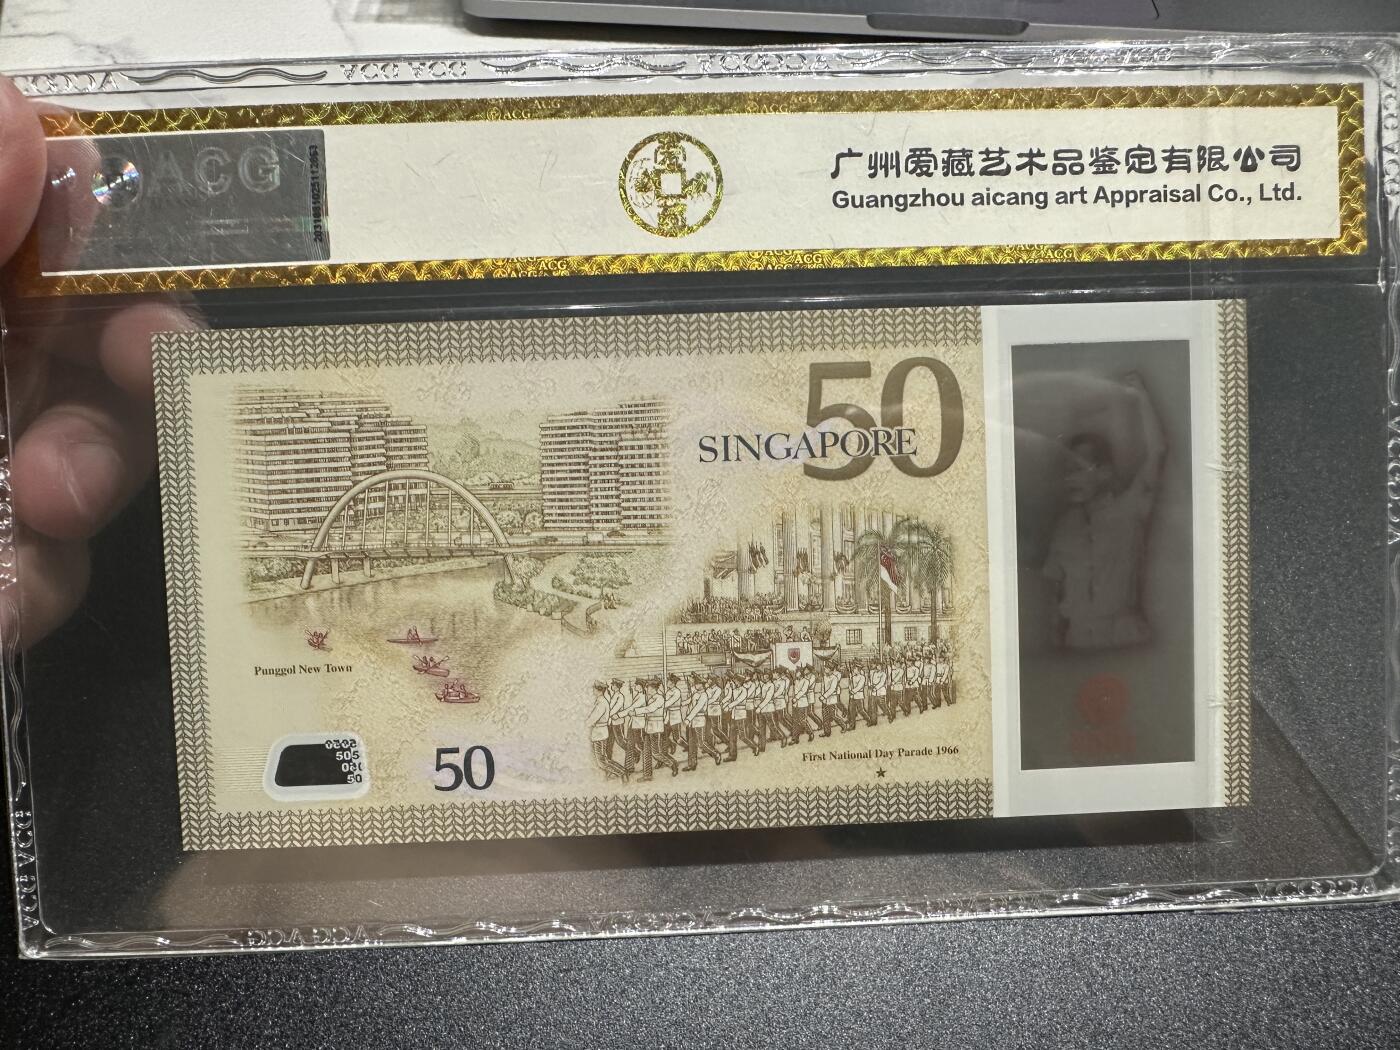 ACG
广州爱藏艺术品鉴定有限公司
Guangzhou aicang art Appraisal Co., Ltd.
50
SINGAPORE
Punggol New Town
50
First National Day Parade 1966